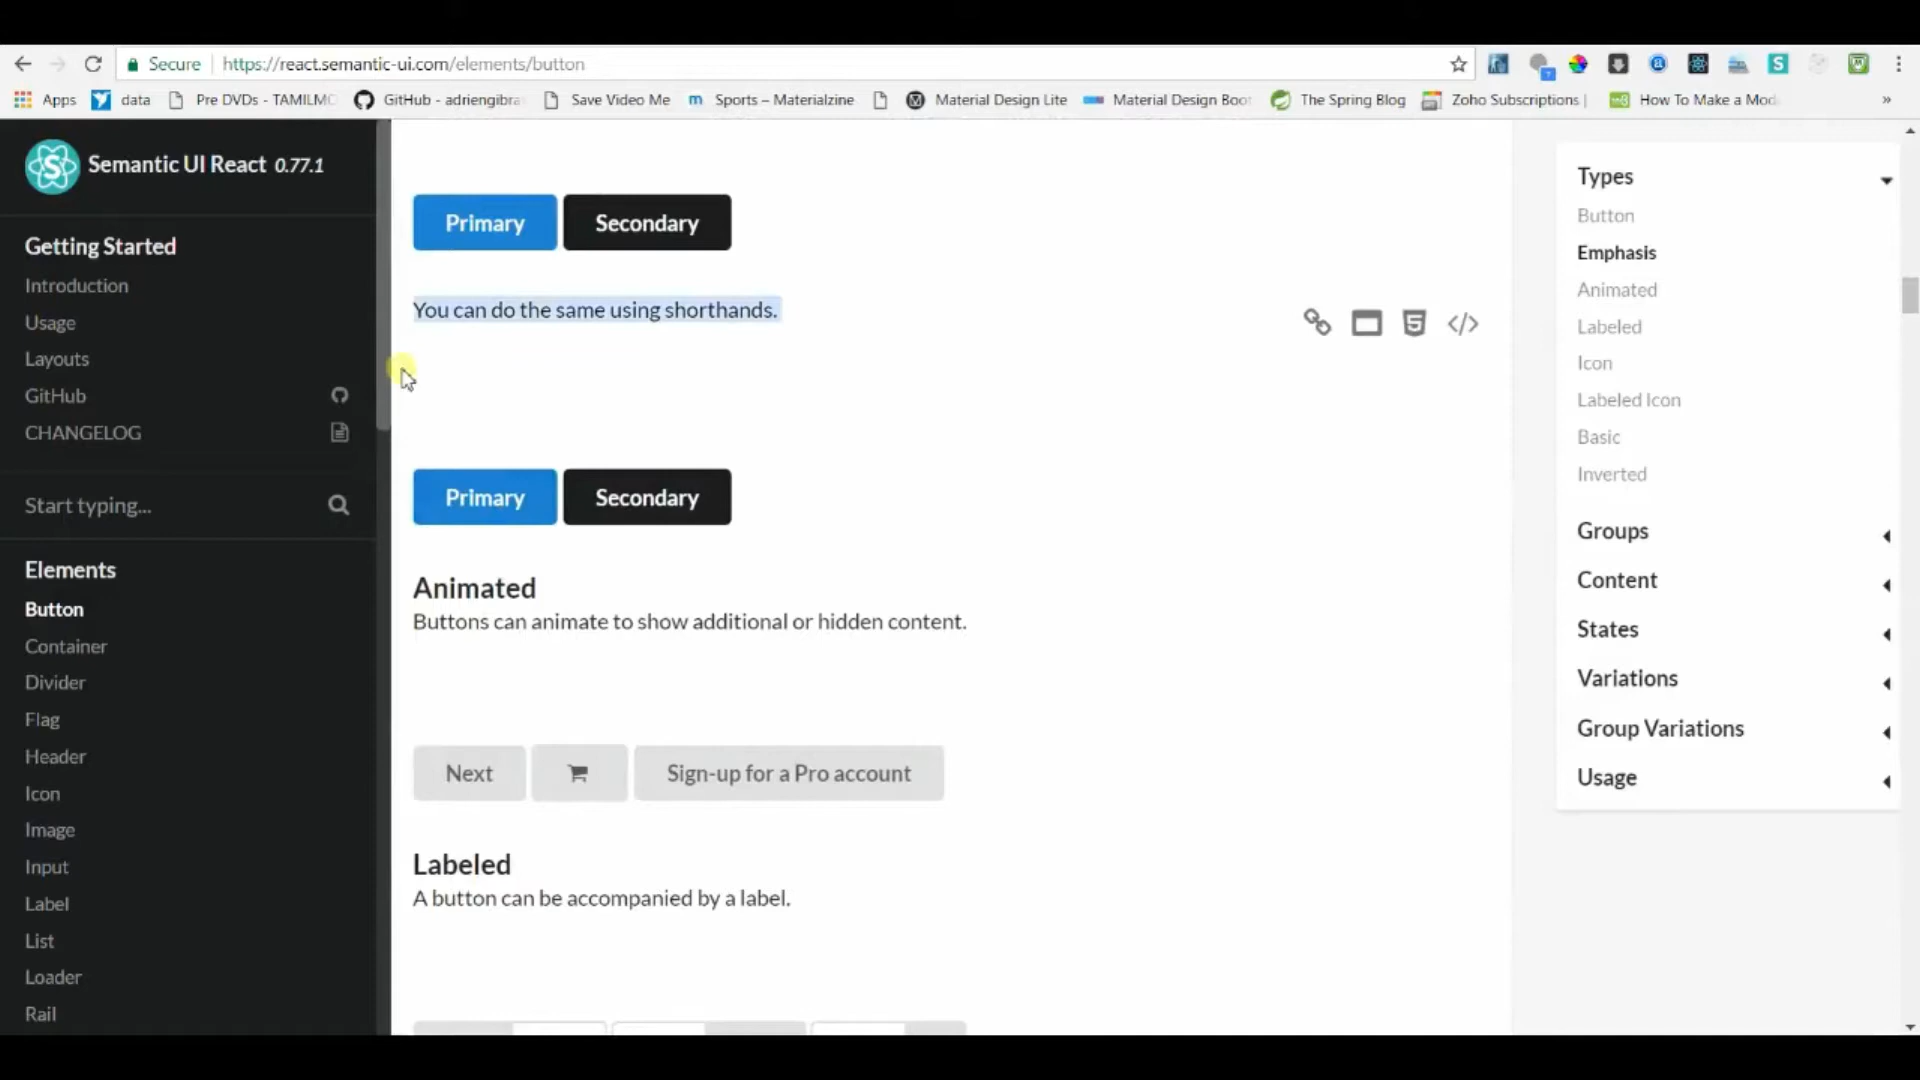 Secure https://react.semantic-ui.com/elements/button
Apps data Pre DVDs - TAMILMC GitHub - adriengibra Save Video Me Sports – Materialzine Material Design Lite Material Design Boot The Spring Blog Zoho Subscriptions | How To Make a Mod »
Semantic UI React 0.77.1
Getting Started
Introduction
Usage
Layouts
GitHub
CHANGELOG
Start typing...
Elements
Button
Container
Divider
Flag
Header
Icon
Image
Input
Label
List
Loader
Rail
Primary Secondary
You can do the same using shorthands.
Primary Secondary
Animated
Buttons can animate to show additional or hidden content.
Next Sign-up for a Pro account
Labeled
A button can be accompanied by a label.
Types
Button
Emphasis
Animated
Labeled
Icon
Labeled Icon
Basic
Inverted
Groups
Content
States
Variations
Group Variations
Usage